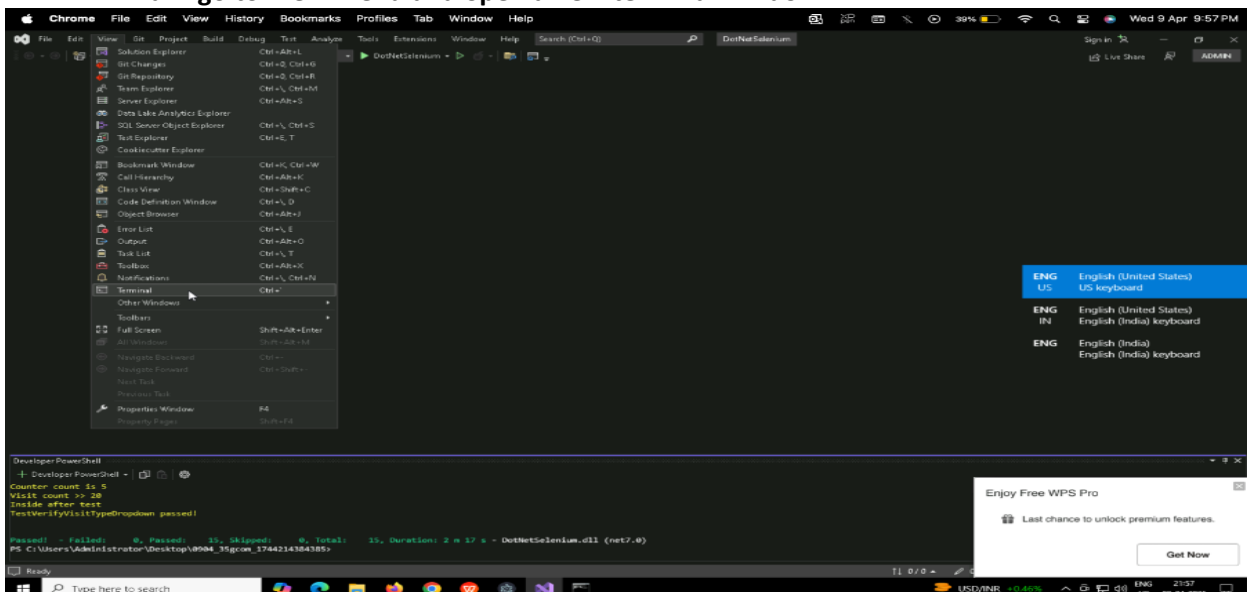 Chrome File Edit View History Bookmarks Profiles Tab Window Help 39% Wed 9 Apr 9:57 PM
File Edit View Git Project Build Debug Test Analyze Tools Extensions Window Help Search (Ctrl+Q) DotNetSelenium Sign in
DotNetSelenium Live Share ADMIN
Solution Explorer Ctrl+Alt+L
Git Changes Ctrl+0, Ctrl+G
Git Repository Ctrl+0, Ctrl+R
Team Explorer Ctrl+\, Ctrl+M
Server Explorer Ctrl+Alt+S
Data Lake Analytics Explorer
SQL Server Object Explorer Ctrl+\, Ctrl+S
Test Explorer Ctrl+E, T
Cookiecutter Explorer
Bookmark Window Ctrl+K, Ctrl+W
Call Hierarchy Ctrl+Alt+K
Class View Ctrl+Shift+C
Code Definition Window Ctrl+\, D
Object Browser Ctrl+Alt+J
Error List Ctrl+\, E
Output Ctrl+Alt+O
Task List Ctrl+\, T
Toolbox Ctrl+Alt+X
Notifications Ctrl+\, Ctrl+N
Terminal Ctrl+`
Other Windows
Toolbars
Full Screen Shift+Alt+Enter
All Windows Shift+Alt+M
Navigate Backward Ctrl+-
Navigate Forward Ctrl+Shift+-
Next Task
Previous Task
Properties Window F4
Property Pages Shift+F4
ENG English (United States)
US US keyboard
ENG English (United States)
IN English (India) keyboard
ENG English (India)
English (India) keyboard
Developer PowerShell
+ Developer PowerShell
Counter count is 5
Visit count >> 20
Inside after test
TestVerifyVisitTypeDropdown passed!
Passed! - Failed: 0, Passed: 15, Skipped: 0, Total: 15, Duration: 2 m 17 s - DotNetSelenium.dll (net7.0)
PS C:\Users\Administrator\Desktop\0904_35gcom_1744214384385>
Enjoy Free WPS Pro
Last chance to unlock premium features.
Get Now
Ready 0 / 0
Type here to search USD/INR +0.46% ENG 21:57